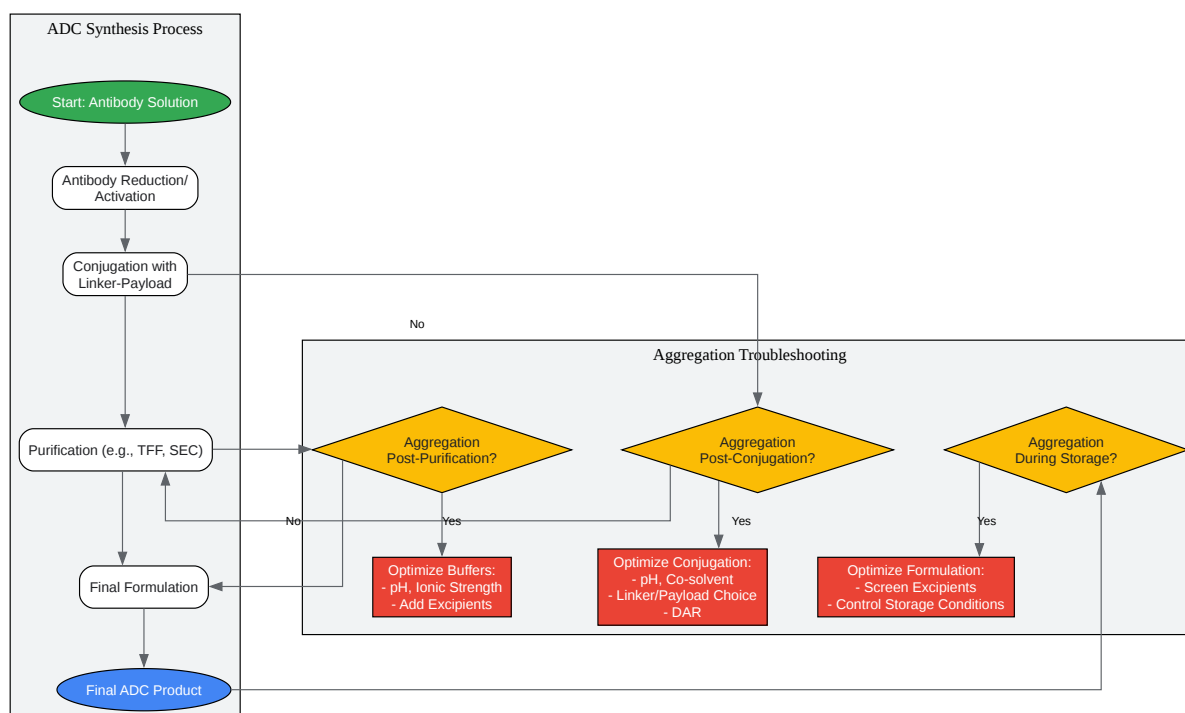 ADC Synthesis Process
Start: Antibody Solution
Antibody Reduction/
Activation
Conjugation with
Linker-Payload
No
Aggregation Troubleshooting
Purification (e.g., TFF, SEC)
Aggregation
Post-Purification?
Aggregation
Post-Conjugation?
Aggregation
During Storage?
No
Yes
Yes
Yes
Final Formulation
Optimize Buffers:
- pH, Ionic Strength
- Add Excipients
Optimize Conjugation:
- pH, Co-solvent
- Linker/Payload Choice
- DAR
Optimize Formulation:
- Screen Excipients
- Control Storage Conditions
Final ADC Product